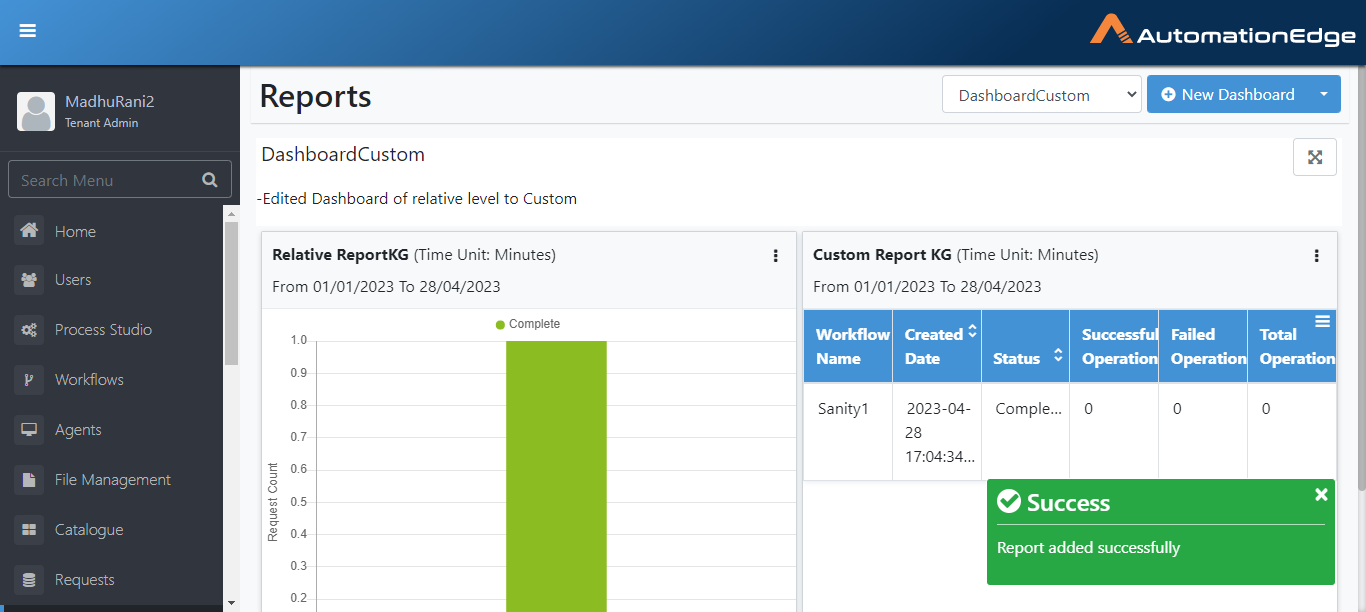 AutomationEdge
MadhuRani2
Tenant Admin
Search Menu
Home
Users
Process Studio
Workflows
Agents
File Management
Catalogue
Requests
Reports
DashboardCustom
New Dashboard
DashboardCustom
-Edited Dashboard of relative level to Custom
Relative ReportKG (Time Unit: Minutes)
From 01/01/2023 To 28/04/2023
Complete
Request Count
1.0
0.9
0.8
0.7
0.6
0.5
0.4
0.3
0.2
Custom Report KG (Time Unit: Minutes)
From 01/01/2023 To 28/04/2023
Workflow
Name
Created
Date
Status
Successful
Operation
Failed
Operation
Total
Operation
Sanity1
2023-04-
28
17:04:34...
Comple...
0
0
0
Success
Report added successfully